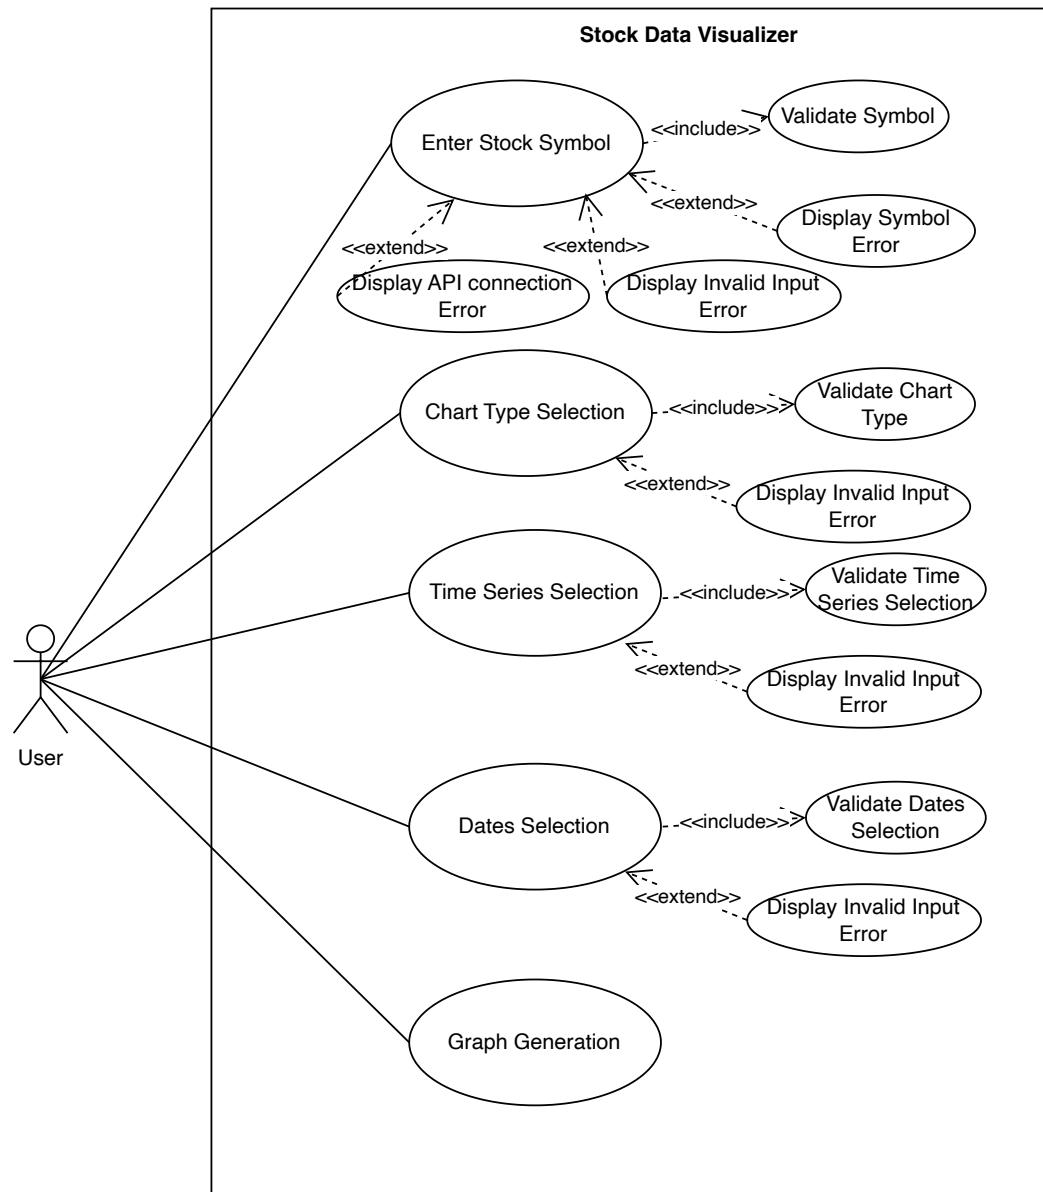 Stock Data Visualizer
Enter Stock Symbol
<<include>>
Validate Symbol
<<extend>>
Display Symbol
Error
<<extend>>
Display API connection
Error
<<extend>>
Display Invalid Input
Error
Chart Type Selection
<<include>>
Validate Chart
Type
<<extend>>
Display Invalid Input
Error
Time Series Selection
<<include>>
Validate Time
Series Selection
<<extend>>
Display Invalid Input
Error
User
Dates Selection
<<include>>
Validate Dates
Selection
<<extend>>
Display Invalid Input
Error
Graph Generation